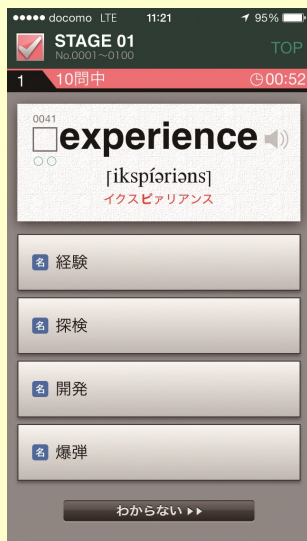 docomo LTE 11:21 95%
STAGE 01
No.0001~0100
TOP
1 10問中 00:52
0041
experience
[ikspíəriəns]
イクスピァリアンス
名 経験
名 探検
名 開発
名 爆弾
わからない